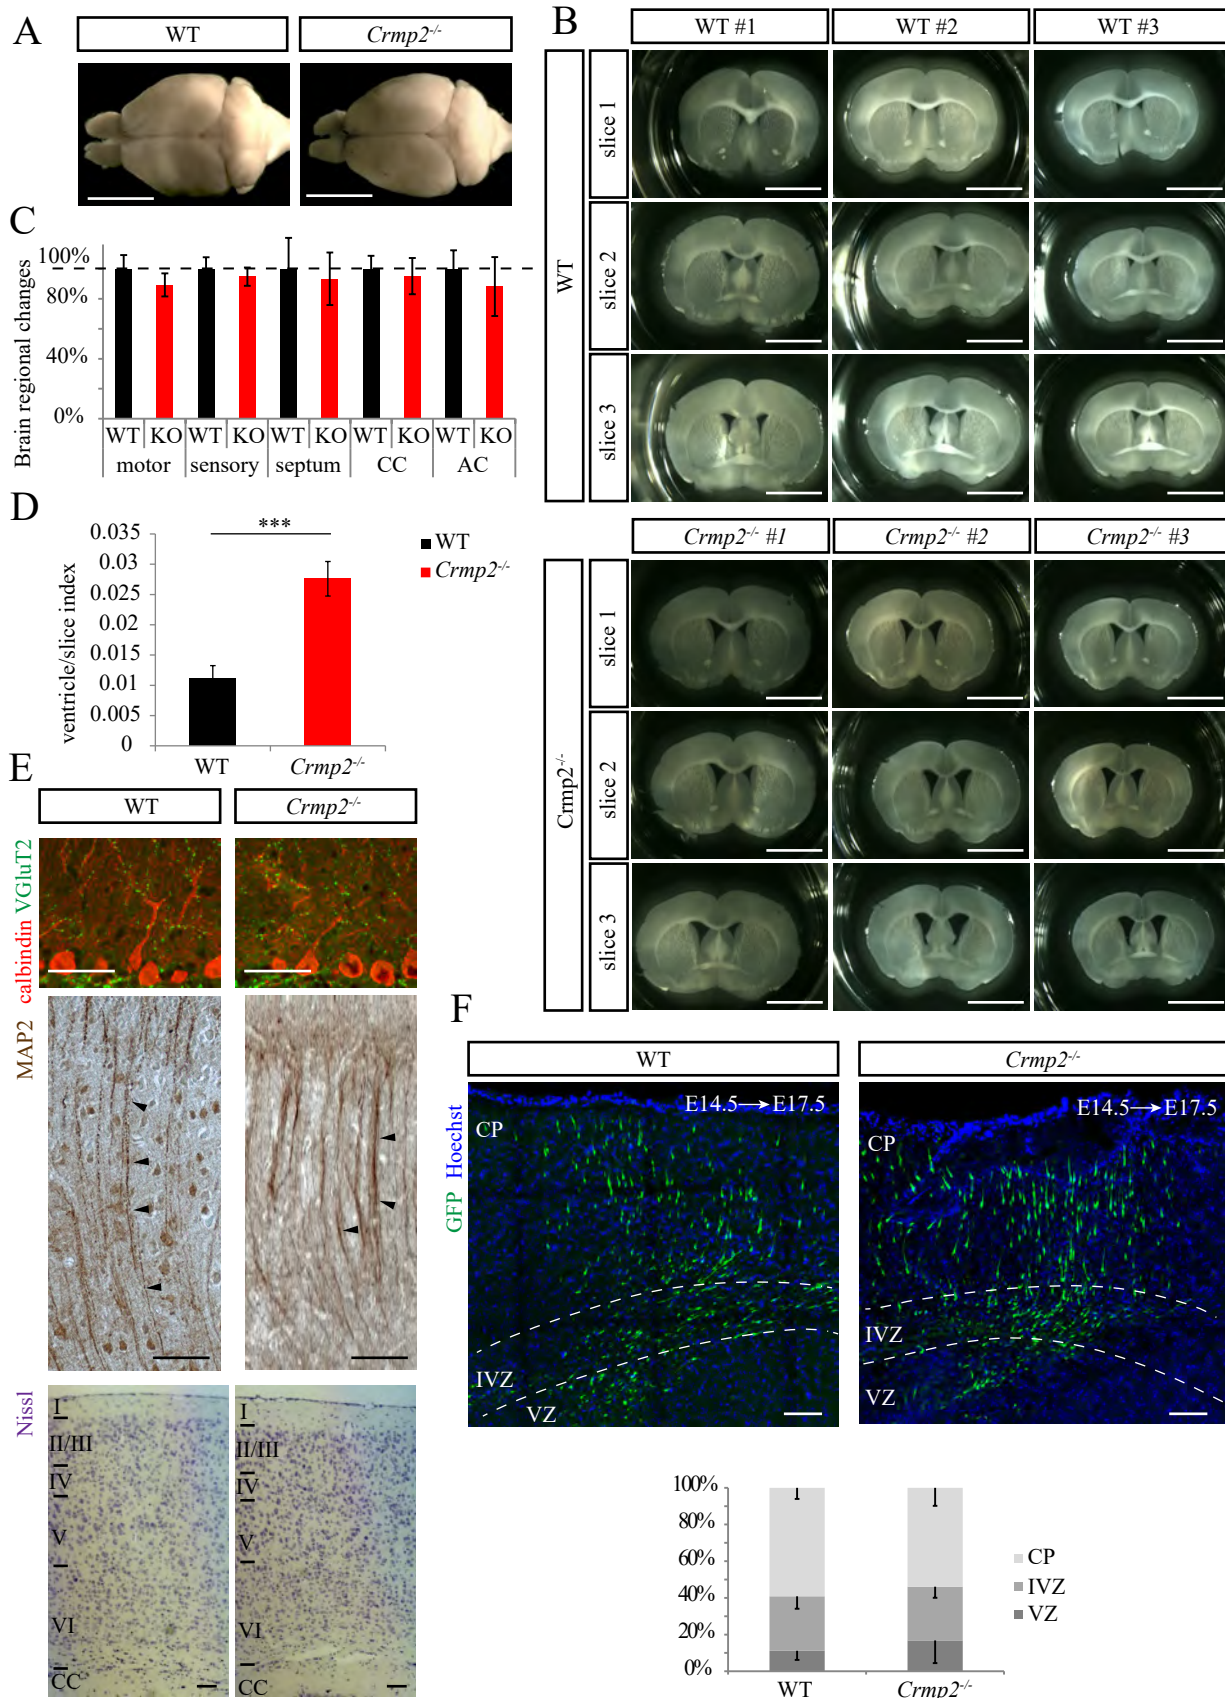 A
WT
Crmp2-/-
B
WT #1
WT #2
WT #3
WT
slice 1
slice 2
slice 3
Crmp2-/- #1
Crmp2-/- #2
Crmp2-/- #3
Crmp2-/-
slice 1
slice 2
slice 3
C
Brain regional changes
100%
80%
40%
0%
WT KO WT KO WT KO WT KO WT KO
motor sensory septum CC AC
D
ventricle/slice index
0.035
0.03
0.025
0.02
0.015
0.01
0.005
0
***
WT
Crmp2-/-
WT
Crmp2-/-
E
WT
Crmp2-/-
calbindin VGluT2
MAP2
Nissl
I
II/III
IV
V
VI
CC
I
II/III
IV
V
VI
CC
F
WT
Crmp2-/-
GFP Hoechst
E14.5→E17.5
CP
IVZ
VZ
E14.5→E17.5
CP
IVZ
VZ
100%
80%
60%
40%
20%
0%
WT
Crmp2-/-
CP
IVZ
VZ